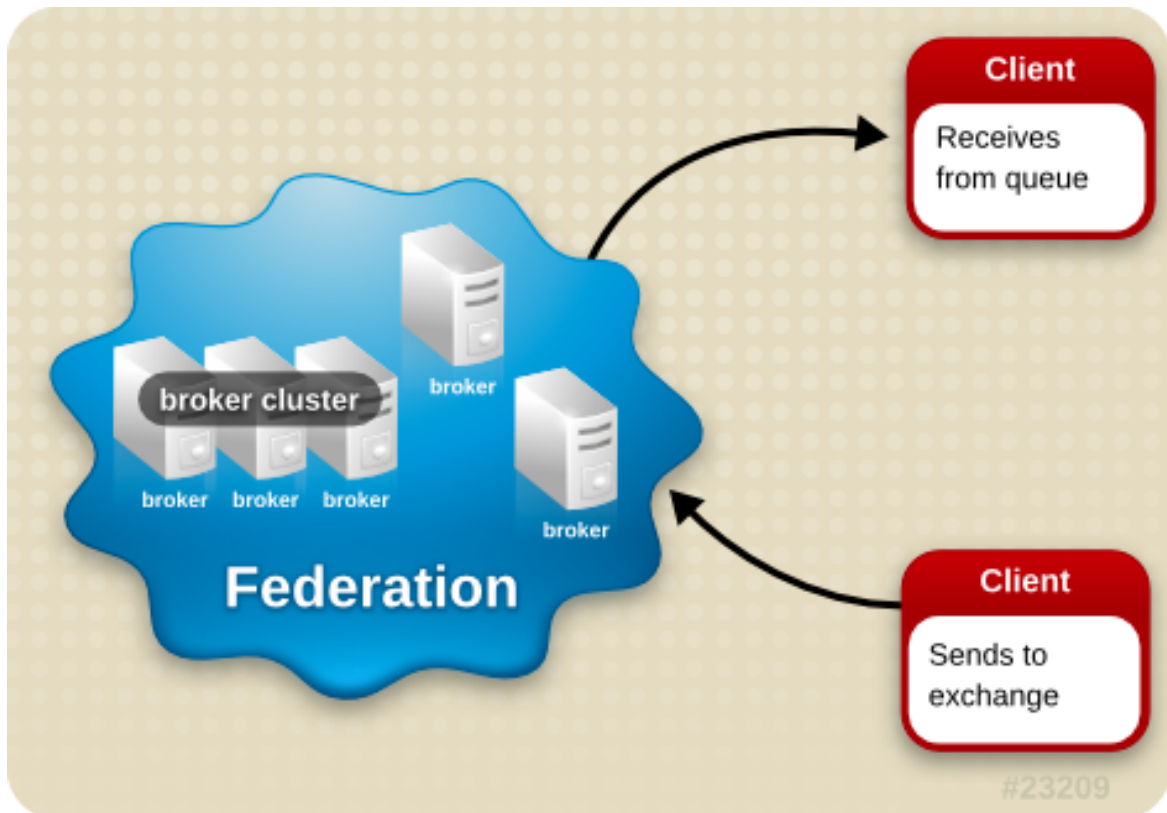 Client
Receives
from queue
broker
broker cluster
broker broker broker
broker
Federation
Client
Sends to
exchange
#23209